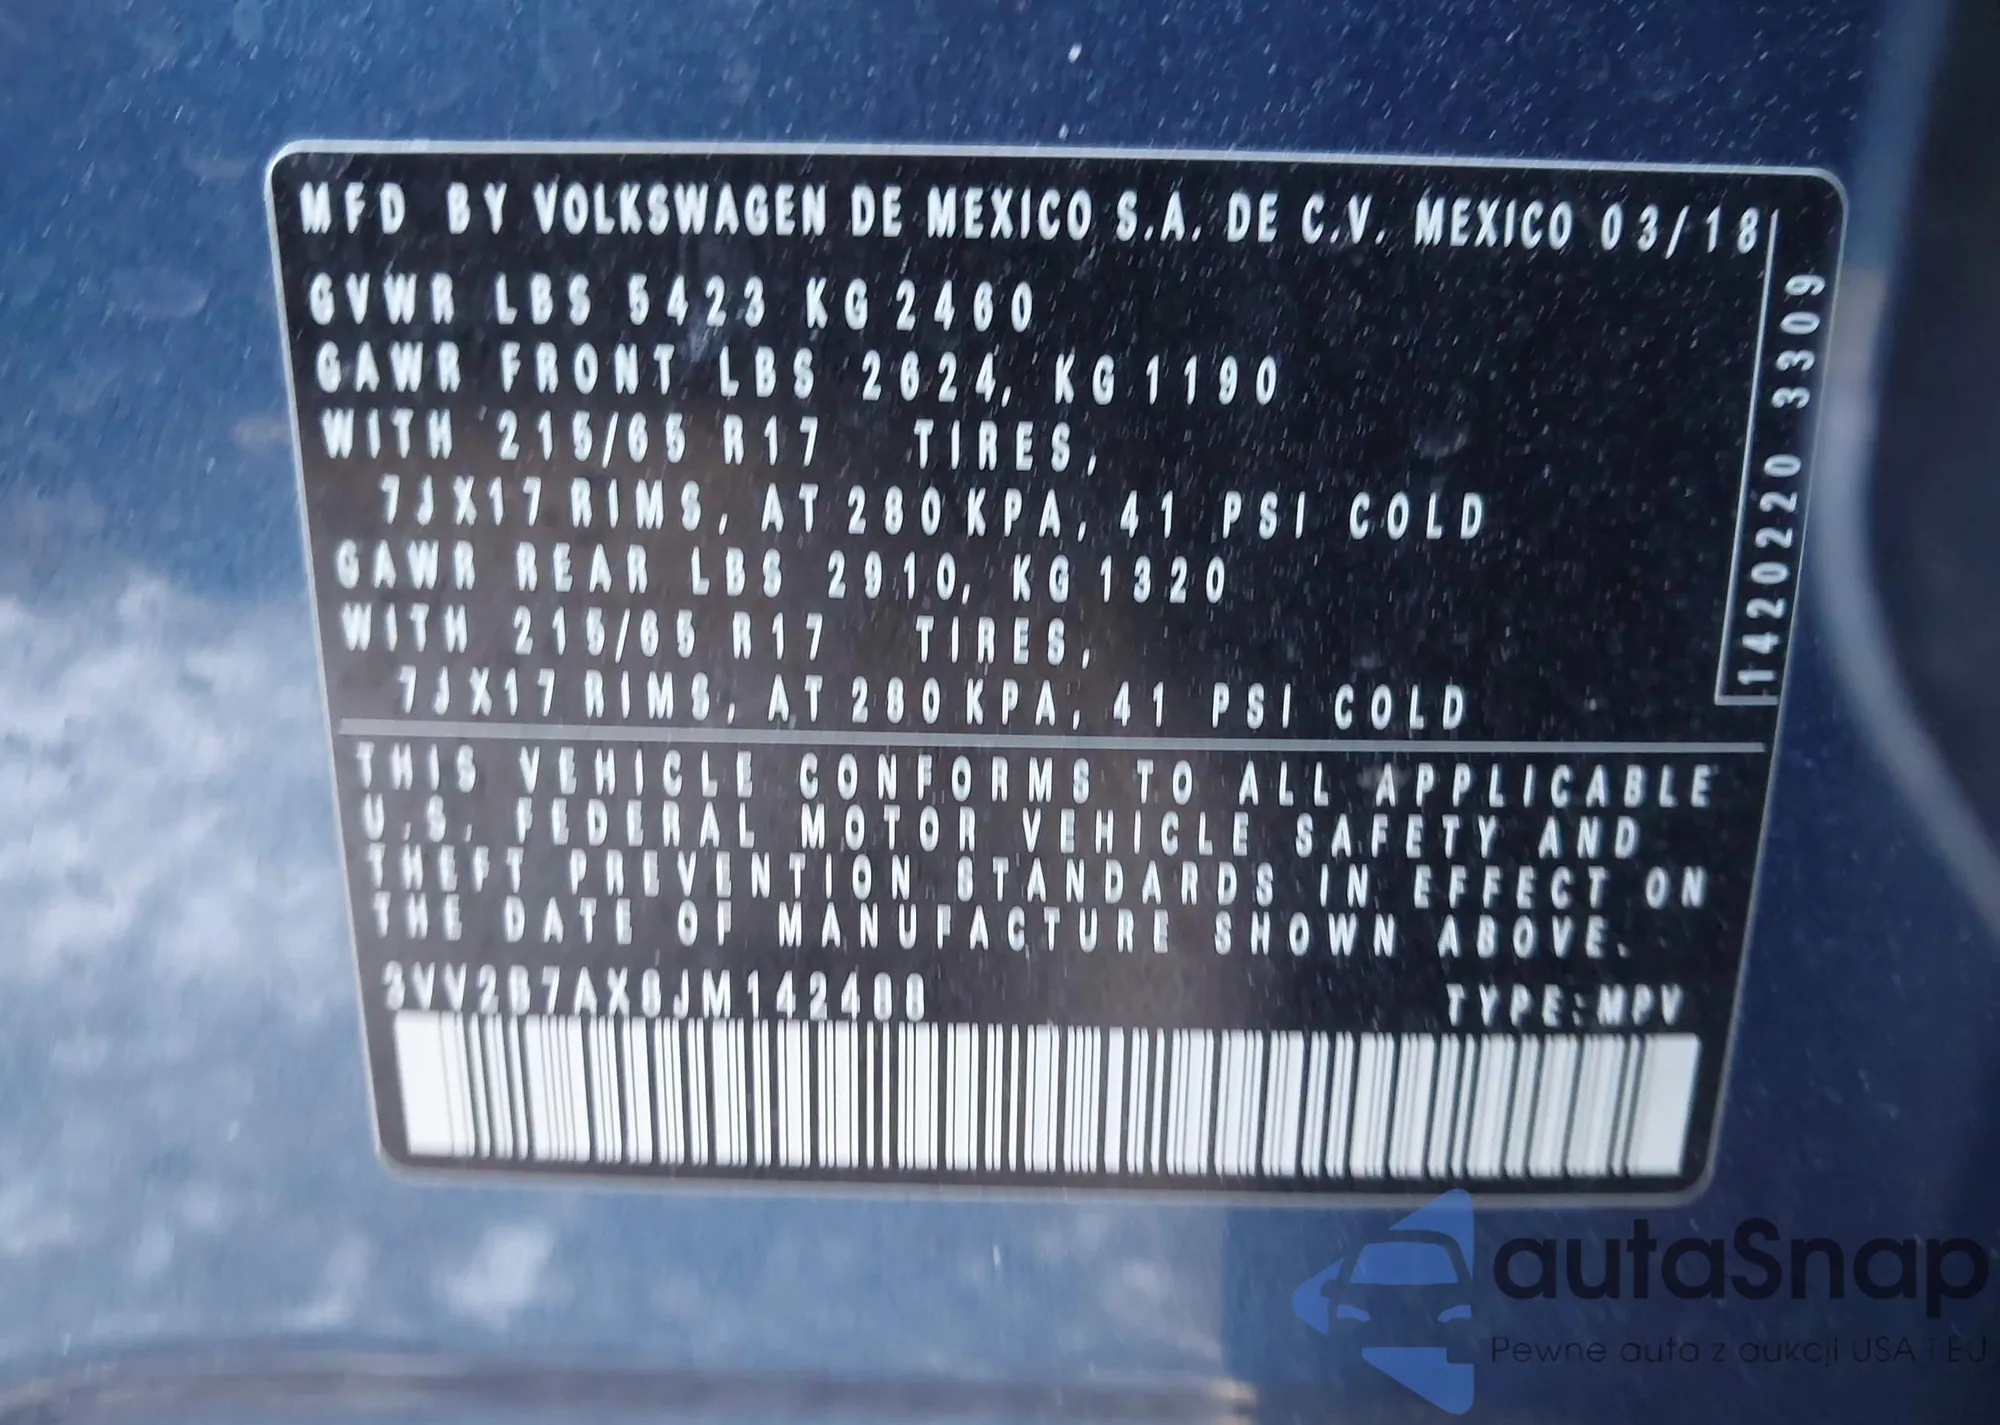 MFD BY VOLKSWAGEN DE MEXICO S.A. DE C.V. MEXICO 03/18
GVWR LBS 5423 KG 2460
GAWR FRONT LBS 2624, KG 1190
WITH 215/65 R17 TIRES,
7JX17 RIMS, AT 280 KPA, 41 PSI COLD
GAWR REAR LBS 2910, KG 1320
WITH 215/65 R17 TIRES,
7JX17 RIMS, AT 280 KPA, 41 PSI COLD
1420220 3309
THIS VEHICLE CONFORMS TO ALL APPLICABLE
U.S. FEDERAL MOTOR VEHICLE SAFETY AND
THEFT PREVENTION STANDARDS IN EFFECT ON
THE DATE OF MANUFACTURE SHOWN ABOVE.
3VV2B7AX8JM142488 TYPE: MPV
autaSnap
Pewne auta z aukcji USA i EU